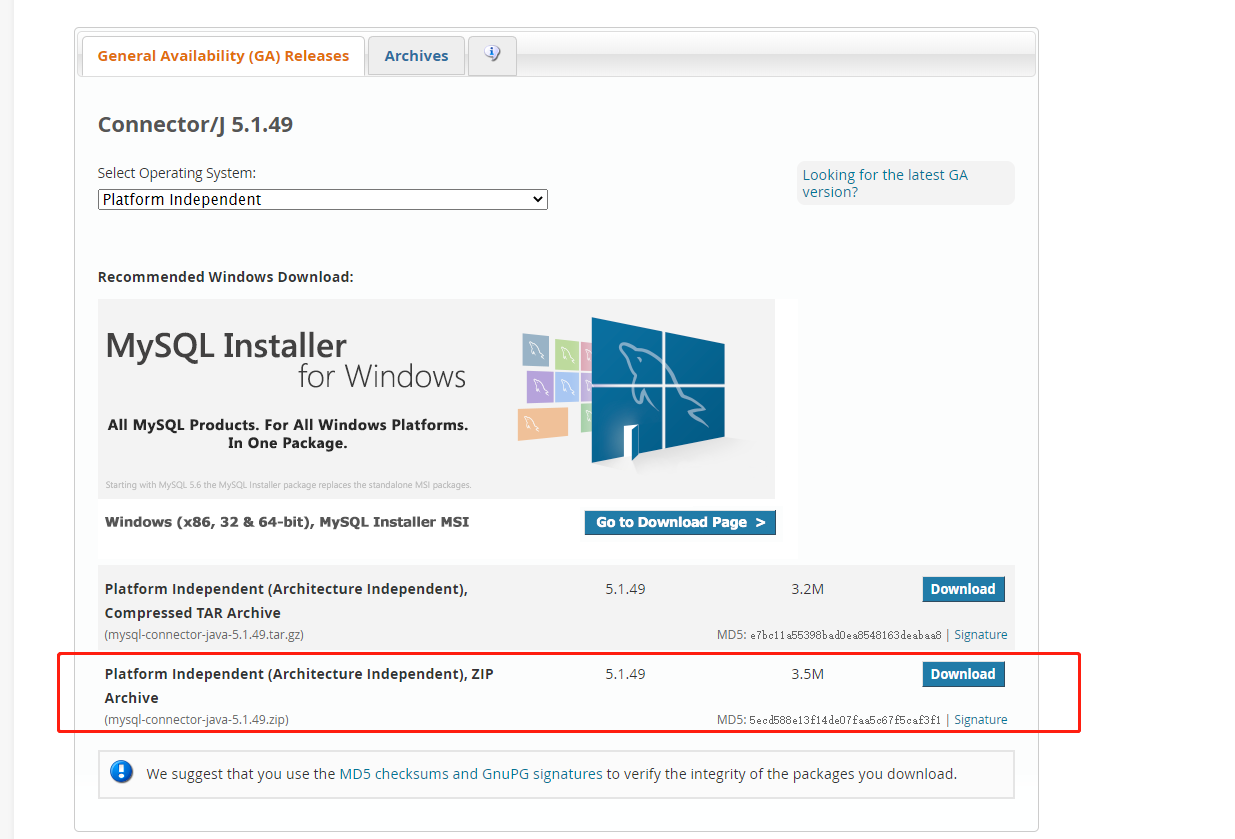 General Availability (GA) Releases
Archives
Connector/J 5.1.49
Select Operating System:
Looking for the latest GA
version?
Platform Independent
Recommended Windows Download:
MySQL Installer
for Windows
All MySQL Products. For All Windows Platforms.
In One Package.
Starting with MySQL 5.6 the MySQL Installer package replaces the standalone MSI packages.
Windows (x86, 32 & 64-bit), MySQL Installer MSI
Go to Download Page >
Platform Independent (Architecture Independent), 5.1.49 3.2M Download
Compressed TAR Archive
(mysql-connector-java-5.1.49.tar.gz) MD5: e7bc11a55398bad0ea8548163deabaa8 | Signature
Platform Independent (Architecture Independent), ZIP 5.1.49 3.5M Download
Archive
(mysql-connector-java-5.1.49.zip) MD5: 5ecd588e13f14de07faa5c67f5caf3f1 | Signature
We suggest that you use the MD5 checksums and GnuPG signatures to verify the integrity of the packages you download.